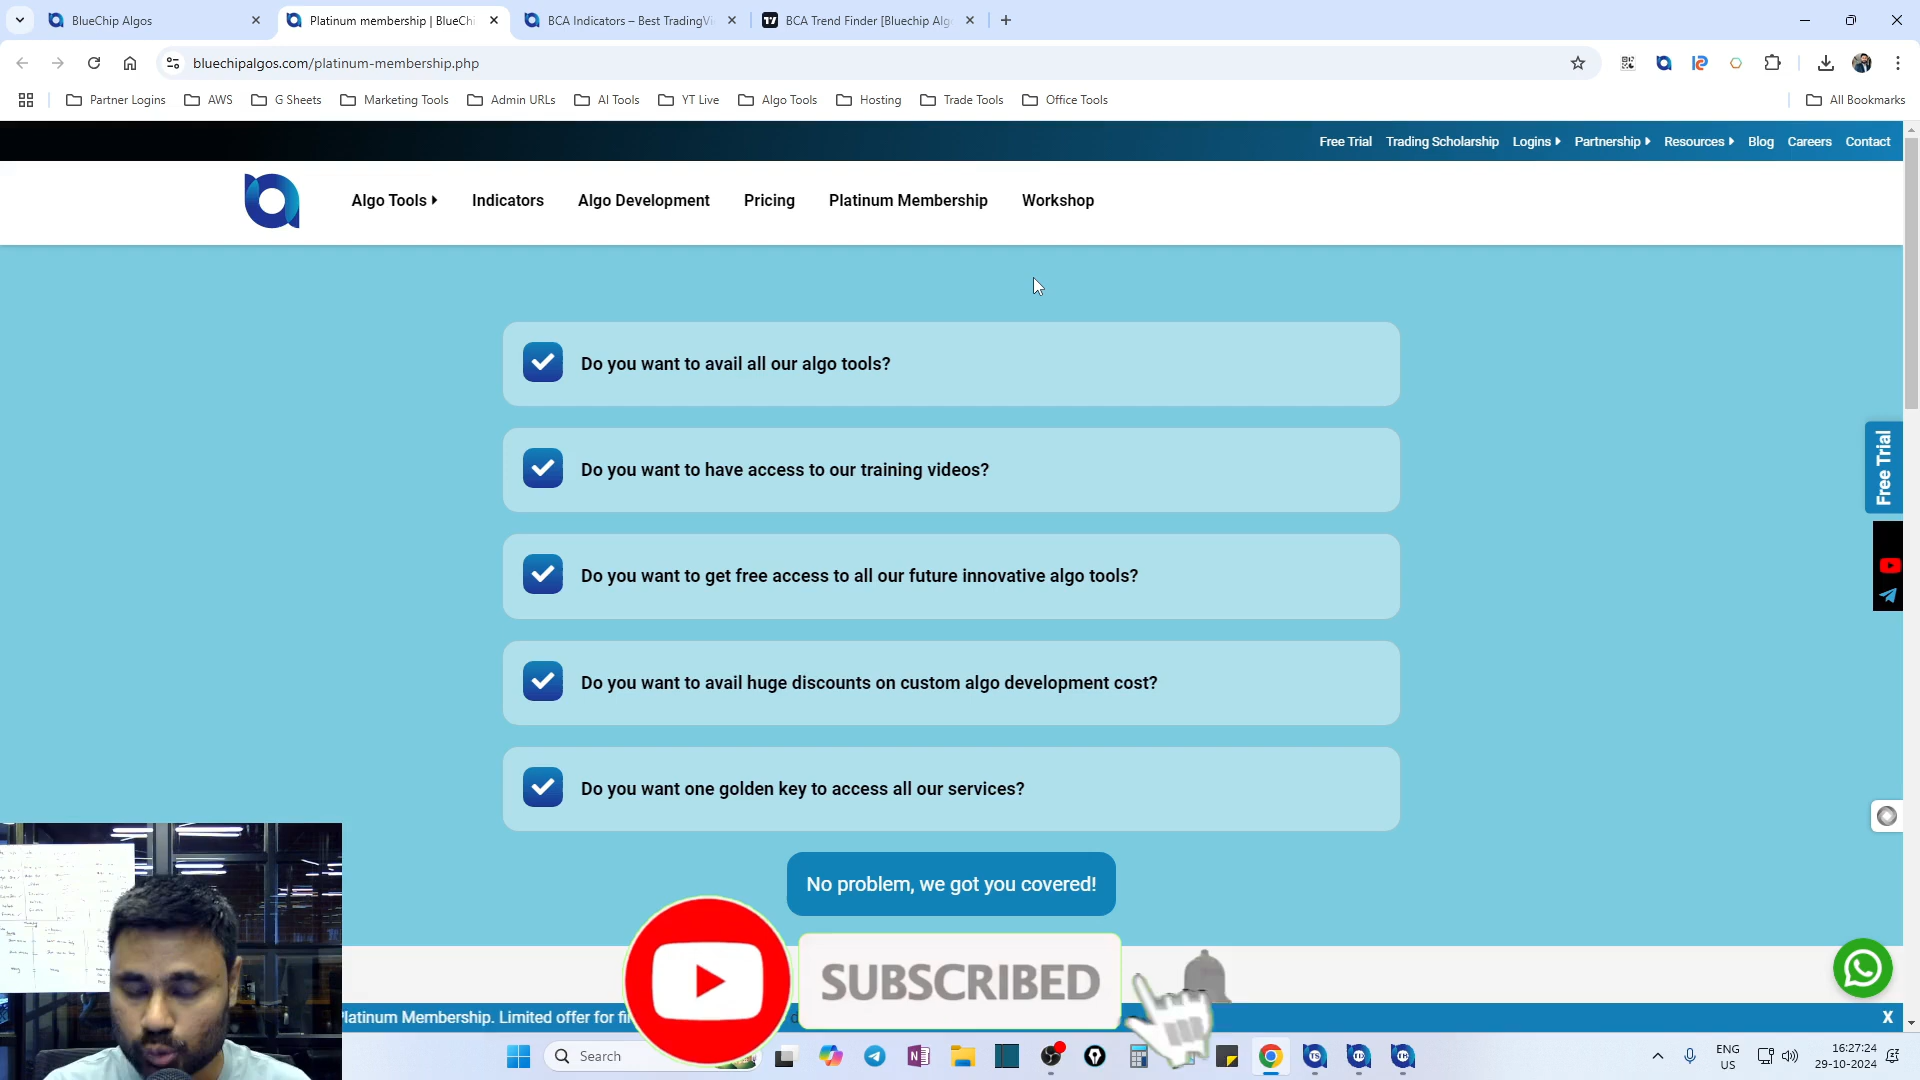 BlueChip Algos
Platinum membership | BlueChi
BCA Indicators – Best TradingVi
BCA Trend Finder [Bluechip Alg
bluechipalgos.com/platinum-membership.php
Partner Logins
AWS
G Sheets
Marketing Tools
Admin URLs
AI Tools
YT Live
Algo Tools
Hosting
Trade Tools
Office Tools
All Bookmarks
Free Trial
Trading Scholarship
Logins
Partnership
Resources
Blog
Careers
Contact
Algo Tools
Indicators
Algo Development
Pricing
Platinum Membership
Workshop
Do you want to avail all our algo tools?
Do you want to have access to our training videos?
Do you want to get free access to all our future innovative algo tools?
Do you want to avail huge discounts on custom algo development cost?
Do you want one golden key to access all our services?
No problem, we got you covered!
Free Trial
SUBSCRIBED
latinum Membership. Limited offer for fi
X
Search
ENG
US
16:27:24
29-10-2024